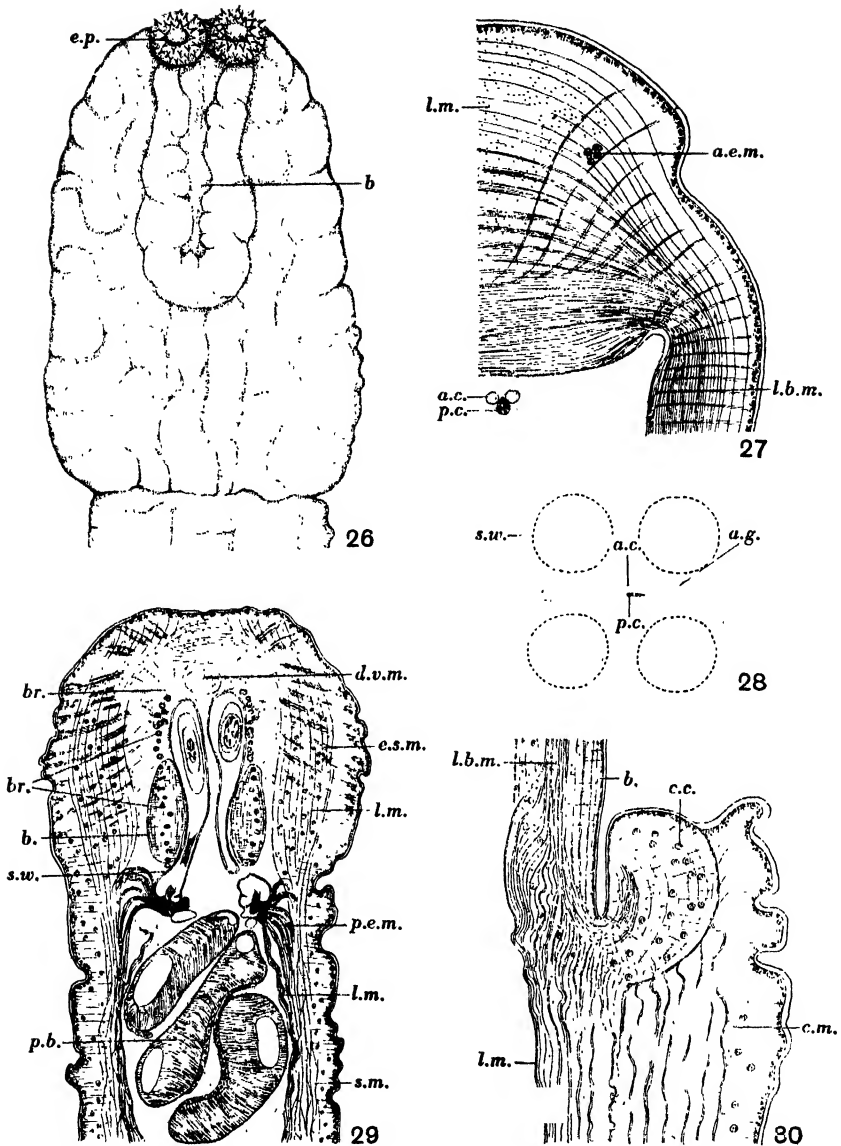 e.p.
b
26
l.m.
a.e.m.
a.c.
p.c.
l.b.m.
27
s.w.
a.c.
a.g.
p.c.
28
br.
d.v.m.
br.
e.s.m.
b.
l.m.
s.w.
p.e.m.
l.m.
p.b.
s.m.
29
l.b.m.
b.
c.c.
c.m.
l.m.
30